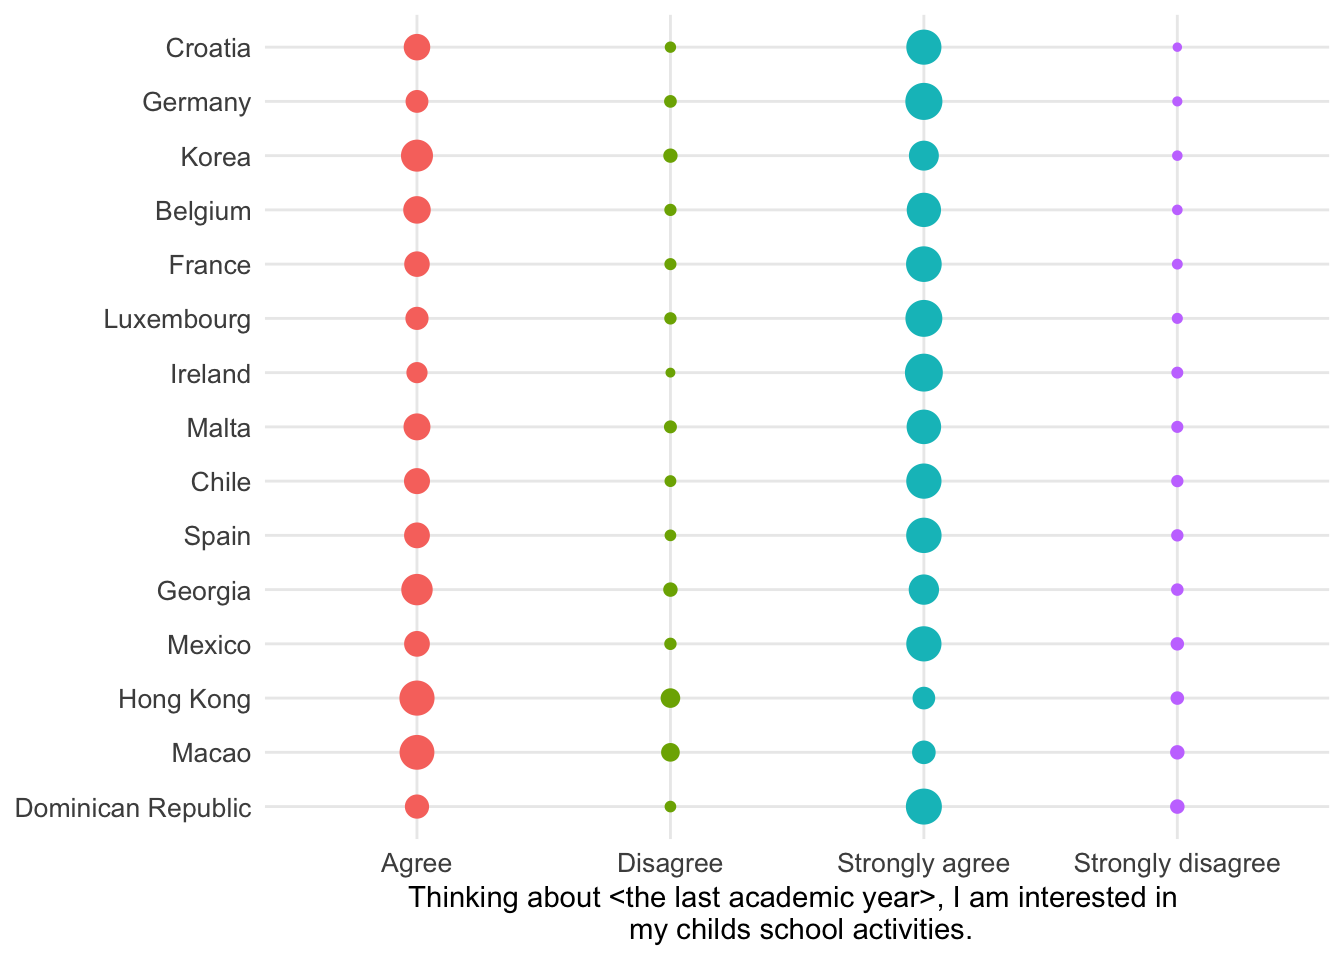 Croatia
Germany
Korea
Belgium
France
Luxembourg
Ireland
Malta
Chile
Spain
Georgia
Mexico
Hong Kong
Macao
Dominican Republic
Agree Disagree Strongly agree Strongly disagree
Thinking about <the last academic year>, I am interested in
my childs school activities.